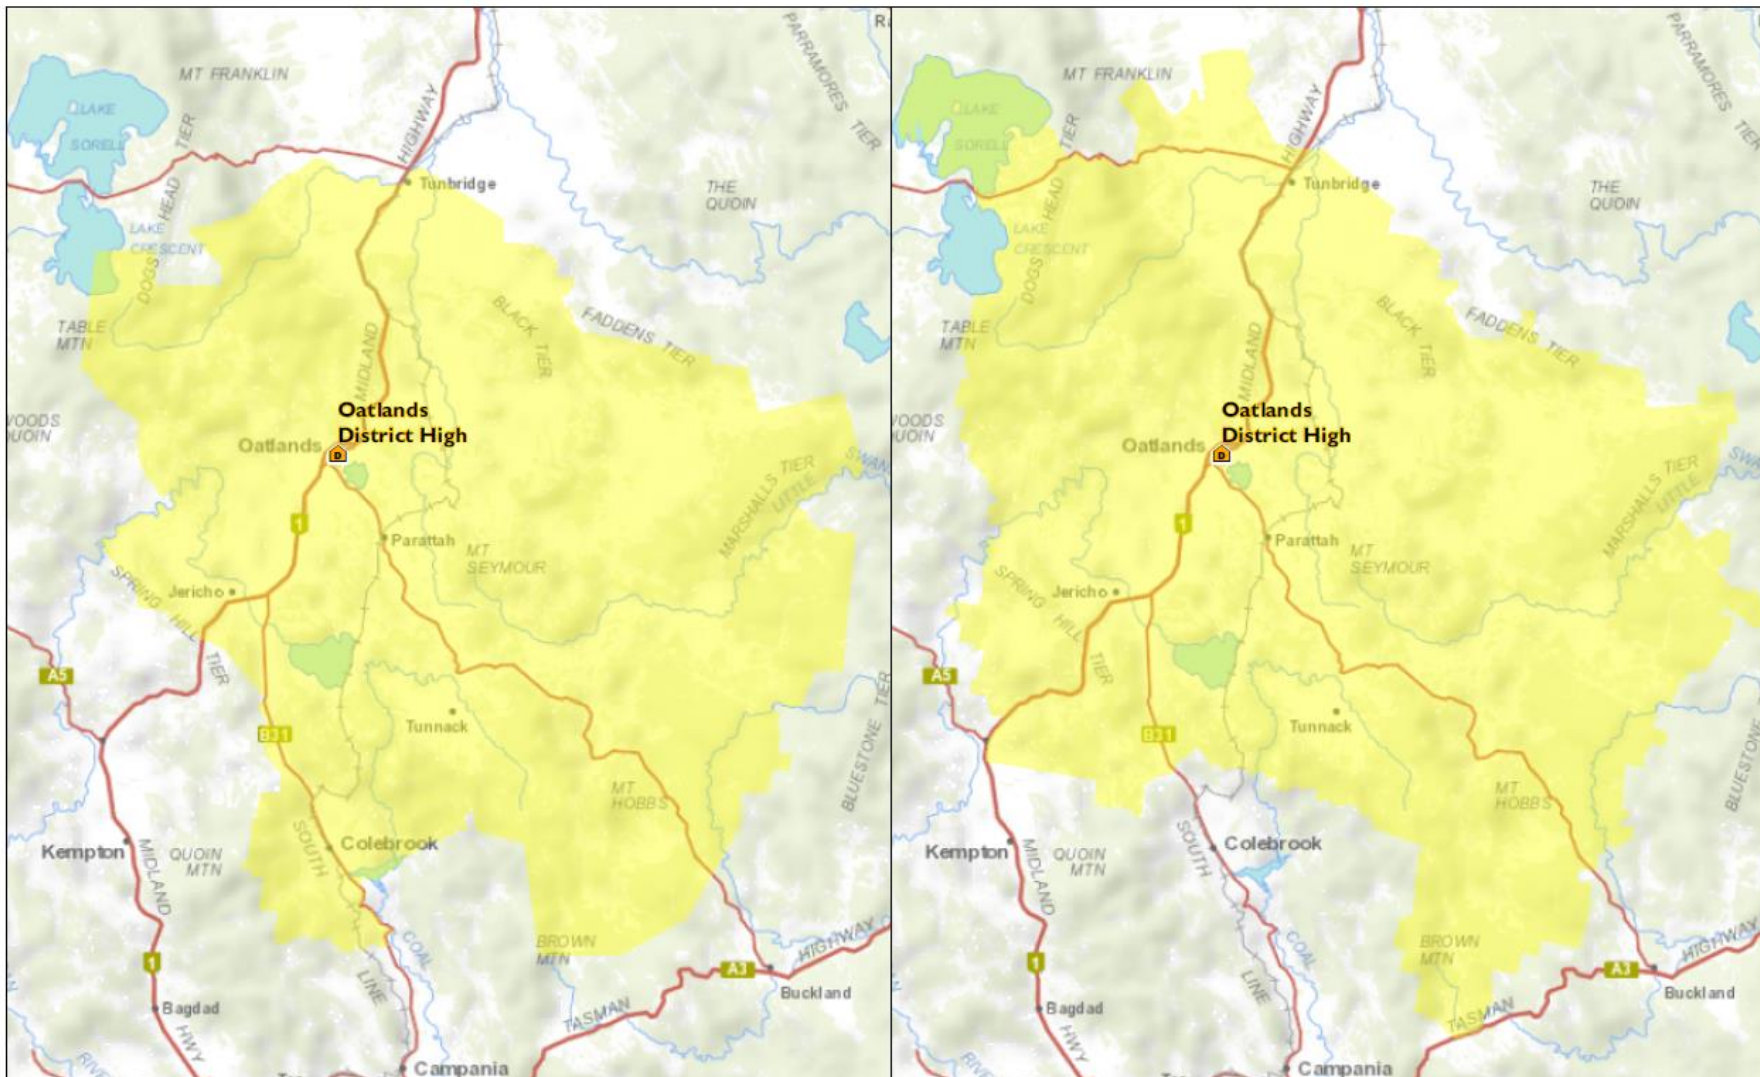 MT FRANKLIN
LAKE
SORELL
DOGS HEAD TIER
HIGHWAY
PARRAMORES TIER
Tunbridge
THE
QUOIN
LAKE
CRESCENT
TABLE
MTN
MIDLAND
BLACK TIER
FADDENS TIER
WOODS
QUOIN
Oatlands
District High
Oatlands
D
MARSHALLS TIER
LITTLE
SWAN
1
Parattah
MT
SEYMOUR
SPRING HILL TIER
Jericho
A5
Tunnack
B31
BLUESTONE TIER
MT
HOBBS
Kempton
MIDLAND
QUOIN
MTN
SOUTH
Colebrook
COAL
BROWN
MTN
HIGHWAY
1
LINE
A3
Bagdad
Buckland
TASMAN
HWY
RIVER
Campania
MT FRANKLIN
LAKE
SORELL
DOGS HEAD TIER
HIGHWAY
PARRAMORES TIER
Tunbridge
THE
QUOIN
LAKE
CRESCENT
TABLE
MTN
MIDLAND
BLACK TIER
FADDENS TIER
WOODS
QUOIN
Oatlands
District High
Oatlands
D
MARSHALLS TIER
LITTLE
1
Parattah
MT
SEYMOUR
SPRING HILL TIER
Jericho
A5
Tunnack
B31
BLUESTONE TIER
MT
HOBBS
Kempton
MIDLAND
QUOIN
MTN
SOUTH
Colebrook
COAL
BROWN
MTN
HIGHWAY
1
LINE
A3
Bagdad
Buckland
TASMAN
HWY
Campania